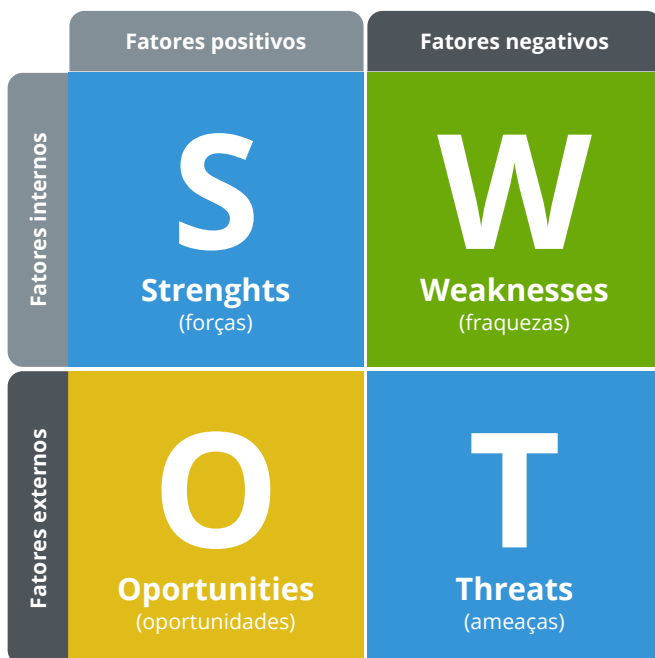 Fatores positivos
Fatores negativos
Fatores internos
S
Strenghts
(forças)
W
Weaknesses
(fraquezas)
Fatores externos
O
Oportunities
(oportunidades)
T
Threats
(ameaças)